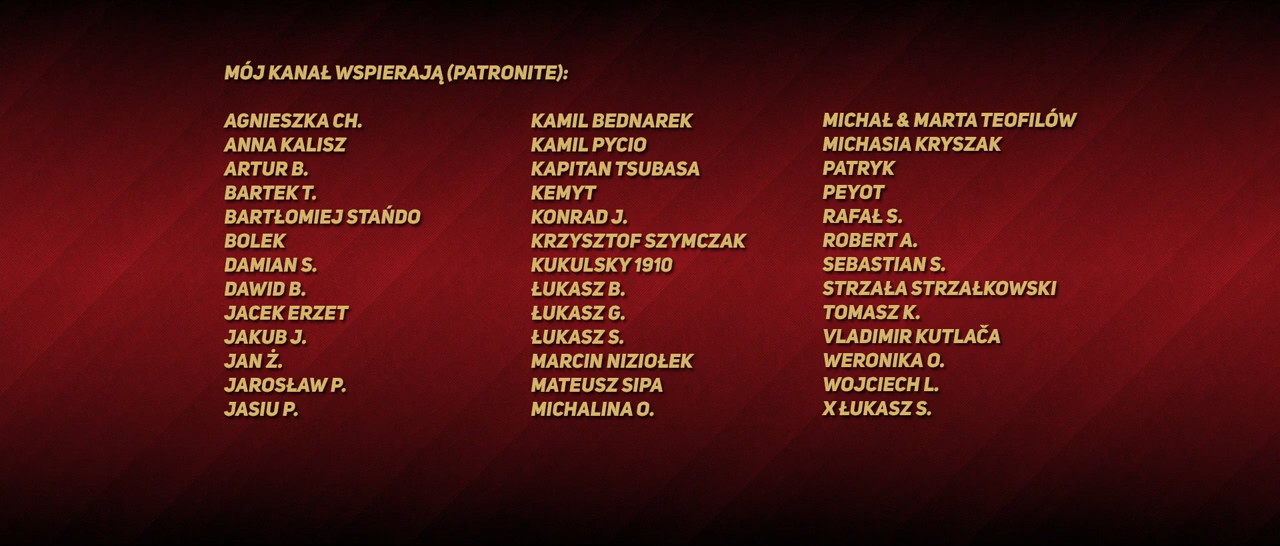 MÓJ KANAŁ WSPIERAJĄ (PATRONITE):
AGNIESZKA CH.
ANNA KALISZ
ARTUR B.
BARTEK T.
BARTŁOMIEJ STAŃDO
BOLEK
DAMIAN S.
DAWID B.
JACEK ERZET
JAKUB J.
JAN Ż.
JAROSŁAW P.
JASIU P.
KAMIL BEDNAREK
KAMIL PYCIO
KAPITAN TSUBASA
KEMYT
KONRAD J.
KRZYSZTOF SZYMCZAK
KUKULSKY 1910
ŁUKASZ B.
ŁUKASZ G.
ŁUKASZ S.
MARCIN NIZIOŁEK
MATEUSZ SIPA
MICHALINA O.
MICHAŁ & MARTA TEOFILÓW
MICHASIA KRYSZAK
PATRYK
PEYOT
RAFAŁ S.
ROBERT A.
SEBASTIAN S.
STRZAŁA STRZAŁKOWSKI
TOMASZ K.
VLADIMIR KUTLAČA
WERONIKA O.
WOJCIECH L.
X ŁUKASZ S.